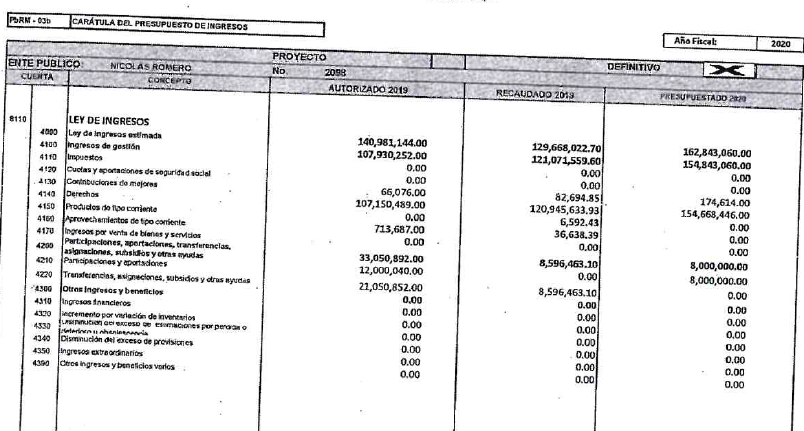 PbRM - 03b CARÁTULA DEL PRESUPUESTO DE INGRESOS
Año Fiscal: 2020
PROYECTO DEFINITIVO X
ENTE PUBLICO: NICOLAS ROMERO No. 2098
CUENTA CONCEPTO AUTORIZADO 2019 RECAUDADO 2019 PRESUPUESTADO 2020
8110 LEY DE INGRESOS
4000 Ley de Ingresos estimada 140,981,144.00 129,668,022.70 162,843,060.00
4100 Ingresos de gestión 107,930,252.00 121,071,559.60 154,843,060.00
4110 Impuestos 0.00 0.00 0.00
4120 Cuotas y aportaciones de seguridad social 0.00 0.00 0.00
4130 Contribuciones de mejoras 66,076.00 82,694.85 174,614.00
4140 Derechos 107,150,489.00 120,945,633.93 154,668,446.00
4150 Productos de tipo corriente 0.00 6,592.43 0.00
4160 Aprovechamientos de tipo corriente 713,687.00 36,638.39 0.00
4170 Ingresos por venta de bienes y servicios 0.00 0.00 0.00
4200 Participaciones, aportaciones, transferencias,
asignaciones, subsidios y otras ayudas 33,050,892.00 8,596,463.10 8,000,000.00
4210 Participaciones y aportaciones 12,000,040.00 0.00 8,000,000.00
4220 Transferencias, asignaciones, subsidios y otras ayudas 21,050,852.00 8,596,463.10 0.00
4300 Otros Ingresos y beneficios 0.00 0.00 0.00
4310 Ingresos financieros 0.00 0.00 0.00
4320 Incremento por variación de inventarios 0.00 0.00 0.00
4330 Disminución del exceso de estimaciones por perdida o
deterioro u obsolescencia 0.00 0.00 0.00
4340 Disminución del exceso de previsiones 0.00 0.00 0.00
4350 Ingresos extraordinarios 0.00 0.00 0.00
4390 Otros ingresos y beneficios varios 0.00 0.00 0.00